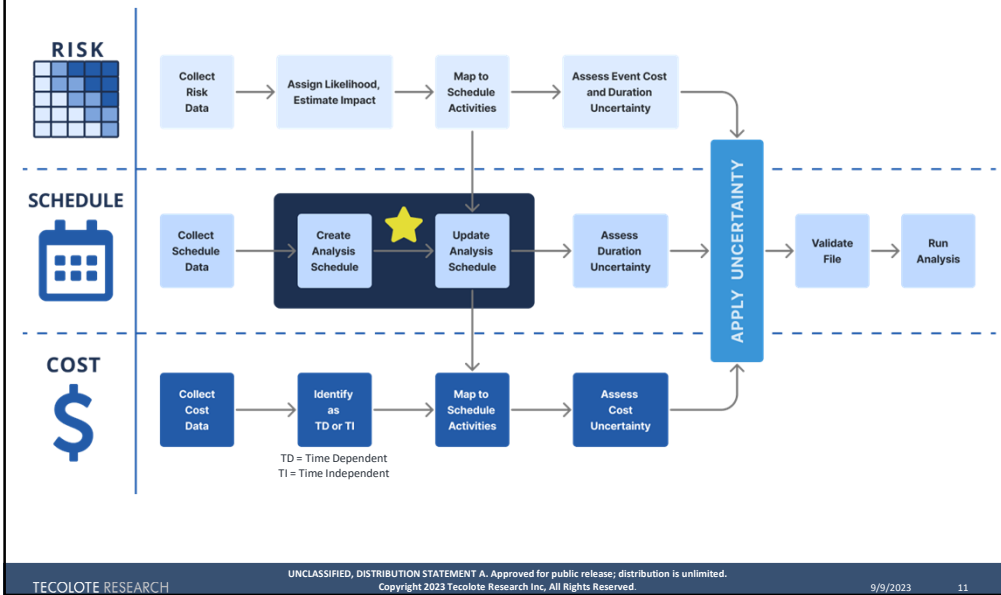 RISK
Collect
Risk
Data
Assign Likelihood,
Estimate Impact
Map to
Schedule
Activities
Assess Event Cost
and Duration
Uncertainty
SCHEDULE
Collect
Schedule
Data
Create
Analysis
Schedule
Update
Analysis
Schedule
Assess
Duration
Uncertainty
APPLY UNCERTAINTY
Validate
File
Run
Analysis
COST
$
Collect
Cost
Data
Identify
as
TD or TI
Map to
Schedule
Activities
Assess
Cost
Uncertainty
TD = Time Dependent
TI = Time Independent
TECOLOTE RESEARCH
UNCLASSIFIED, DISTRIBUTION STATEMENT A. Approved for public release; distribution is unlimited.
Copyright 2023 Tecolote Research Inc, All Rights Reserved.
9/9/2023
11